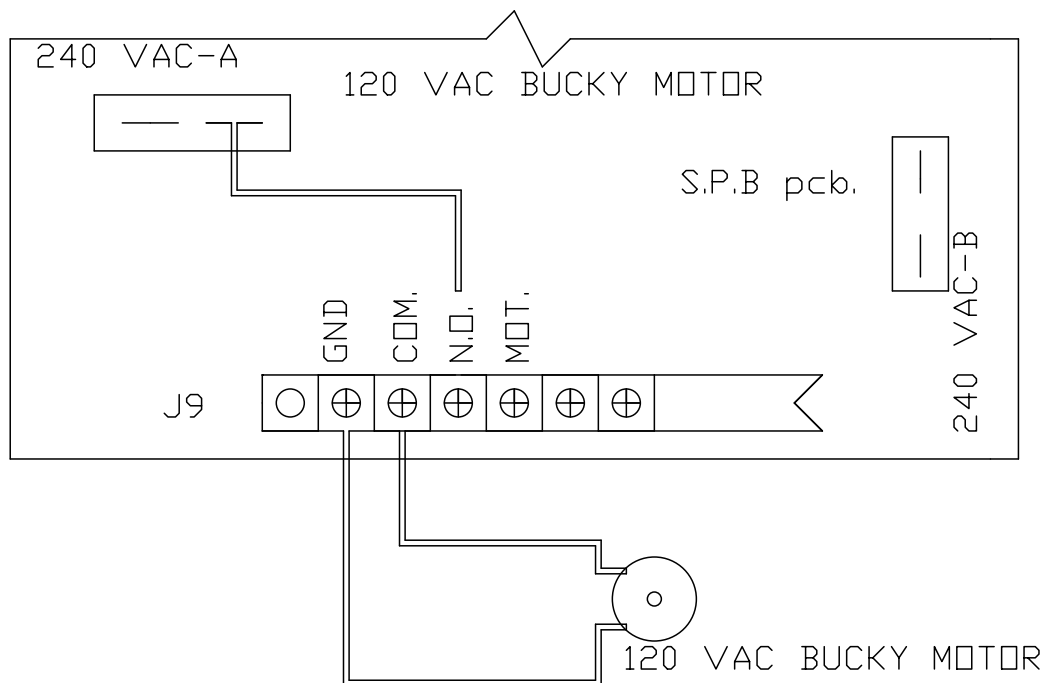 240 VAC-A
120 VAC BUCKY MOTOR
S.P.B pcb.
240 VAC-B
GND
COM.
N.O.
MOT.
J9
120 VAC BUCKY MOTOR